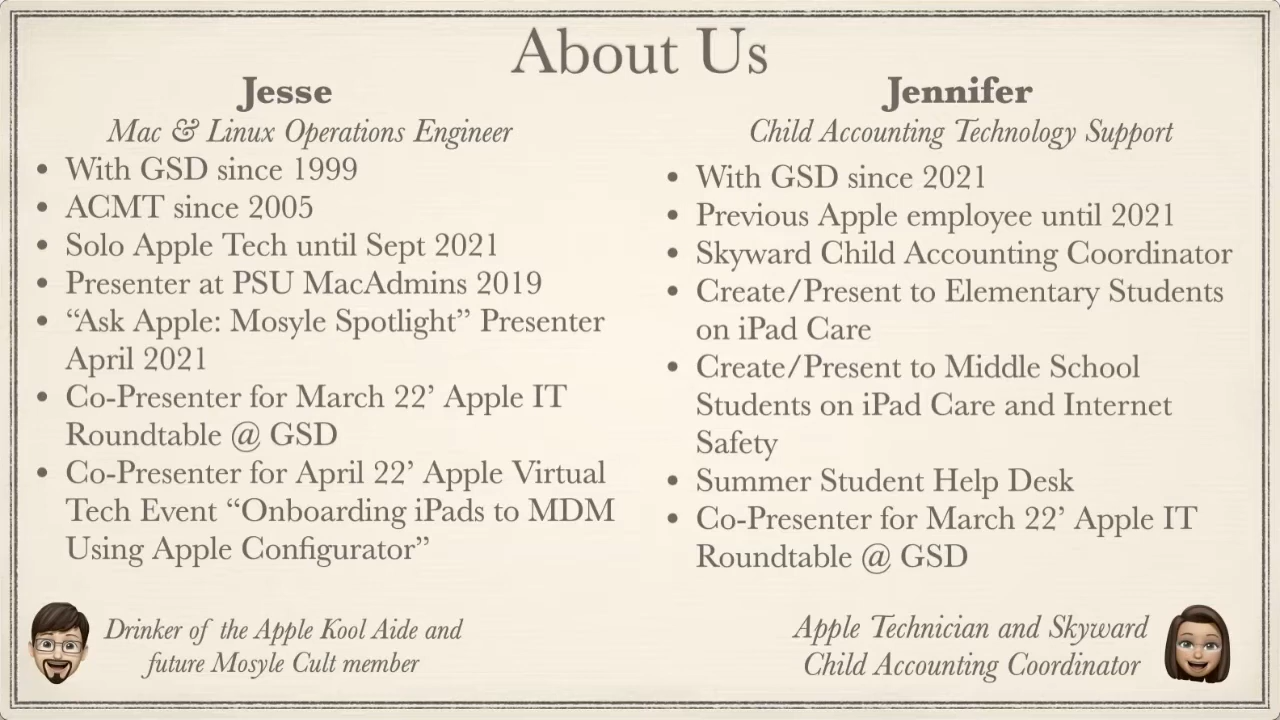 About Us
Jesse
Mac & Linux Operations Engineer
• With GSD since 1999
• ACMT since 2005
• Solo Apple Tech until Sept 2021
• Presenter at PSU MacAdmins 2019
• “Ask Apple: Mosyle Spotlight” Presenter
April 2021
• Co-Presenter for March 22’ Apple IT
Roundtable @ GSD
• Co-Presenter for April 22’ Apple Virtual
Tech Event “Onboarding iPads to MDM
Using Apple Configurator”
Drinker of the Apple Kool Aide and
future Mosyle Cult member
Jennifer
Child Accounting Technology Support
• With GSD since 2021
• Previous Apple employee until 2021
• Skyward Child Accounting Coordinator
• Create/Present to Elementary Students
on iPad Care
• Create/Present to Middle School
Students on iPad Care and Internet
Safety
• Summer Student Help Desk
• Co-Presenter for March 22’ Apple IT
Roundtable @ GSD
Apple Technician and Skyward
Child Accounting Coordinator